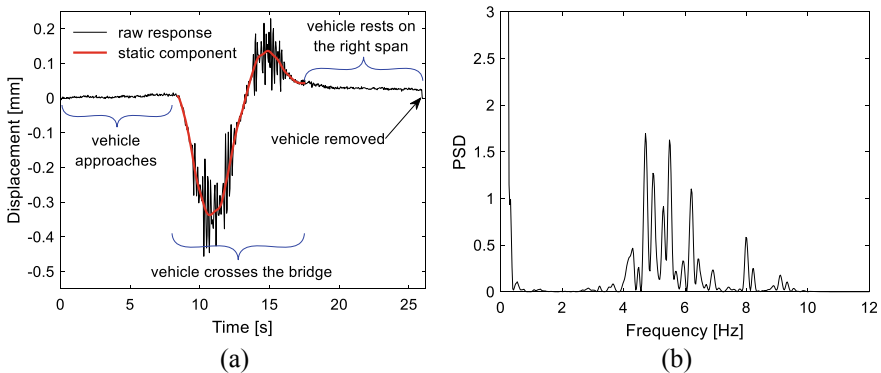 raw response
static component
vehicle rests on
the right span
vehicle
approaches
vehicle removed
vehicle crosses the bridge
0.2
0.1
0
-0.1
-0.2
-0.3
-0.4
-0.5
Displacement [mm]
0
5
10
15
20
25
Time [s]
(a)
3
2.5
2
1.5
1
0.5
0
PSD
0
2
4
6
8
10
12
Frequency [Hz]
(b)